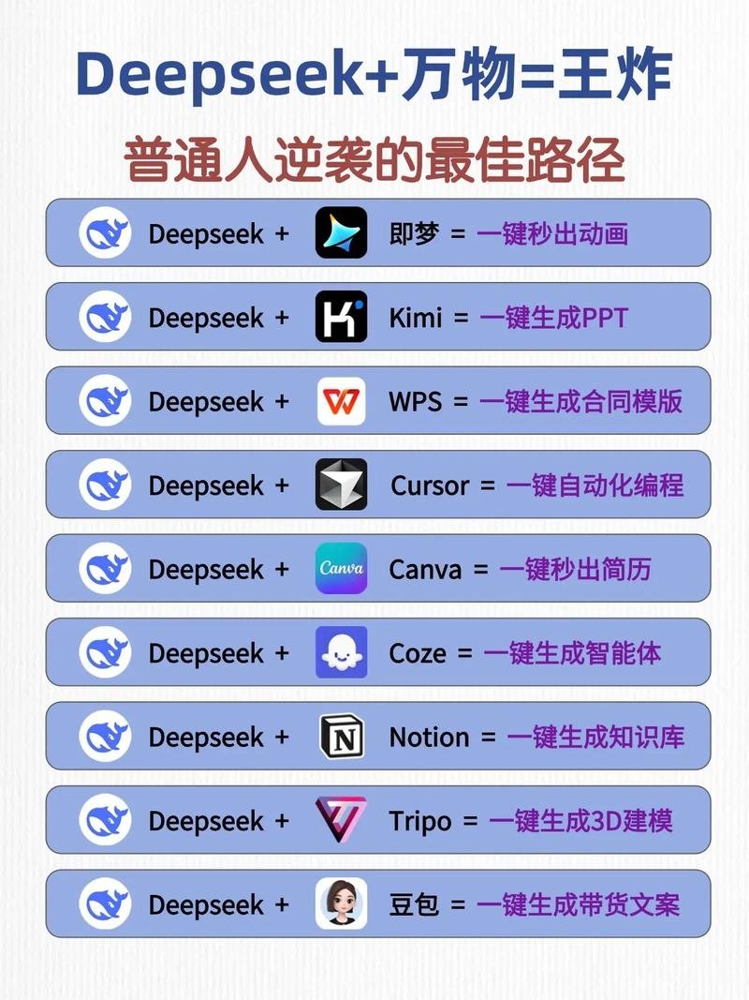 Deepseek+万物=王炸
普通人逆袭的最佳路径
Deepseek + 即梦 = 一键秒出动画
Deepseek + Kimi = 一键生成PPT
Deepseek + WPS = 一键生成合同模版
Deepseek + Cursor = 一键自动化编程
Deepseek + Canva Canva = 一键秒出简历
Deepseek + Coze = 一键生成智能体
Deepseek + Notion = 一键生成知识库
Deepseek + Tripo = 一键生成3D建模
Deepseek + 豆包 = 一键生成带货文案